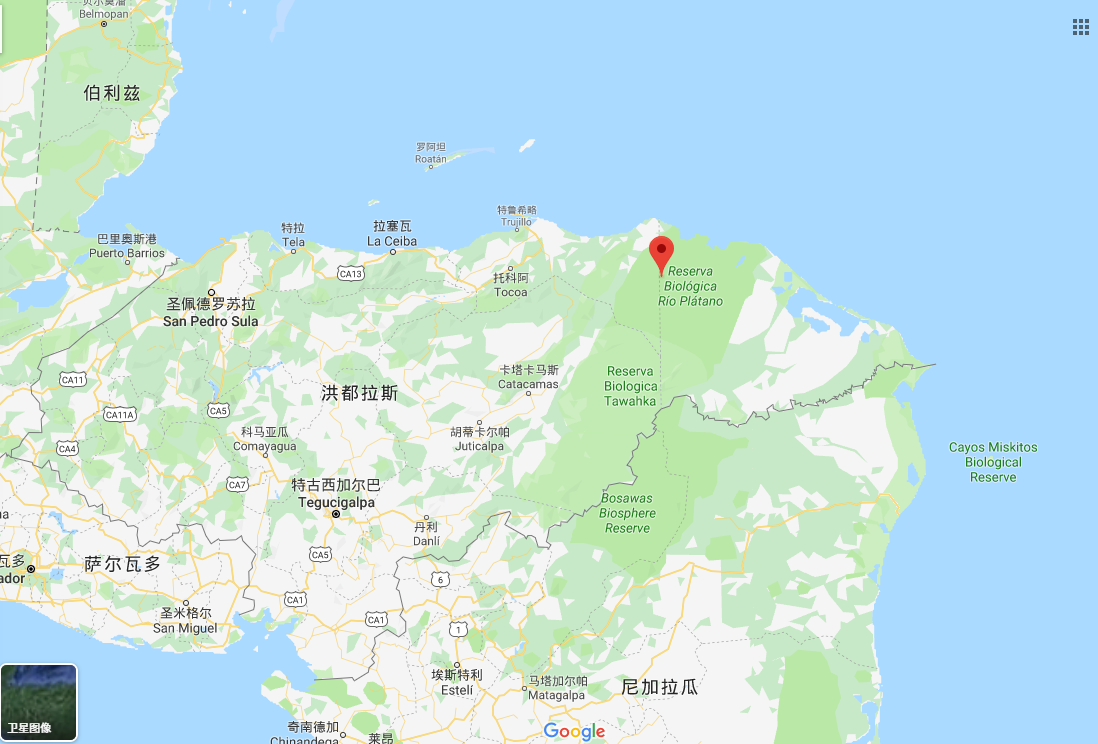 Belmopan
伯利兹
罗阿坦
Roatán
特鲁希略
Trujillo
特拉
Tela
拉塞瓦
La Ceiba
巴里奥斯港
Puerto Barrios
CA13
托科阿
Tocoa
Reserva
Biológica
Río Plátano
圣佩德罗苏拉
San Pedro Sula
卡塔卡马斯
Catacamas
Reserva
Biologica
Tawahka
CA11
洪都拉斯
CA11A
CA5
科马亚瓜
Comayagua
胡蒂卡尔帕
Juticalpa
CA4
Cayos Miskitos
Biological
Reserve
CA7
特古西加尔巴
Tegucigalpa
Bosawas
Biosphere
Reserve
丹利
Danlí
CA5
瓦多
ador
萨尔瓦多
6
CA1
圣米格尔
San Miguel
CA1
1
埃斯特利
Estelí
马塔加尔帕
Matagalpa
尼加拉瓜
卫星图像
奇南德加
Chinandega
莱昂
Google